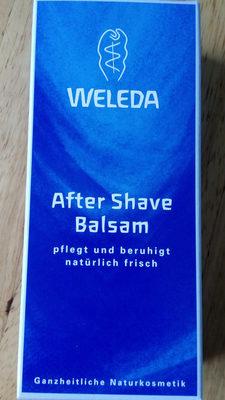 WELEDA
After Shave
Balsam
pflegt und beruhigt
natürlich frisch
Ganzheitliche Naturkosmetik